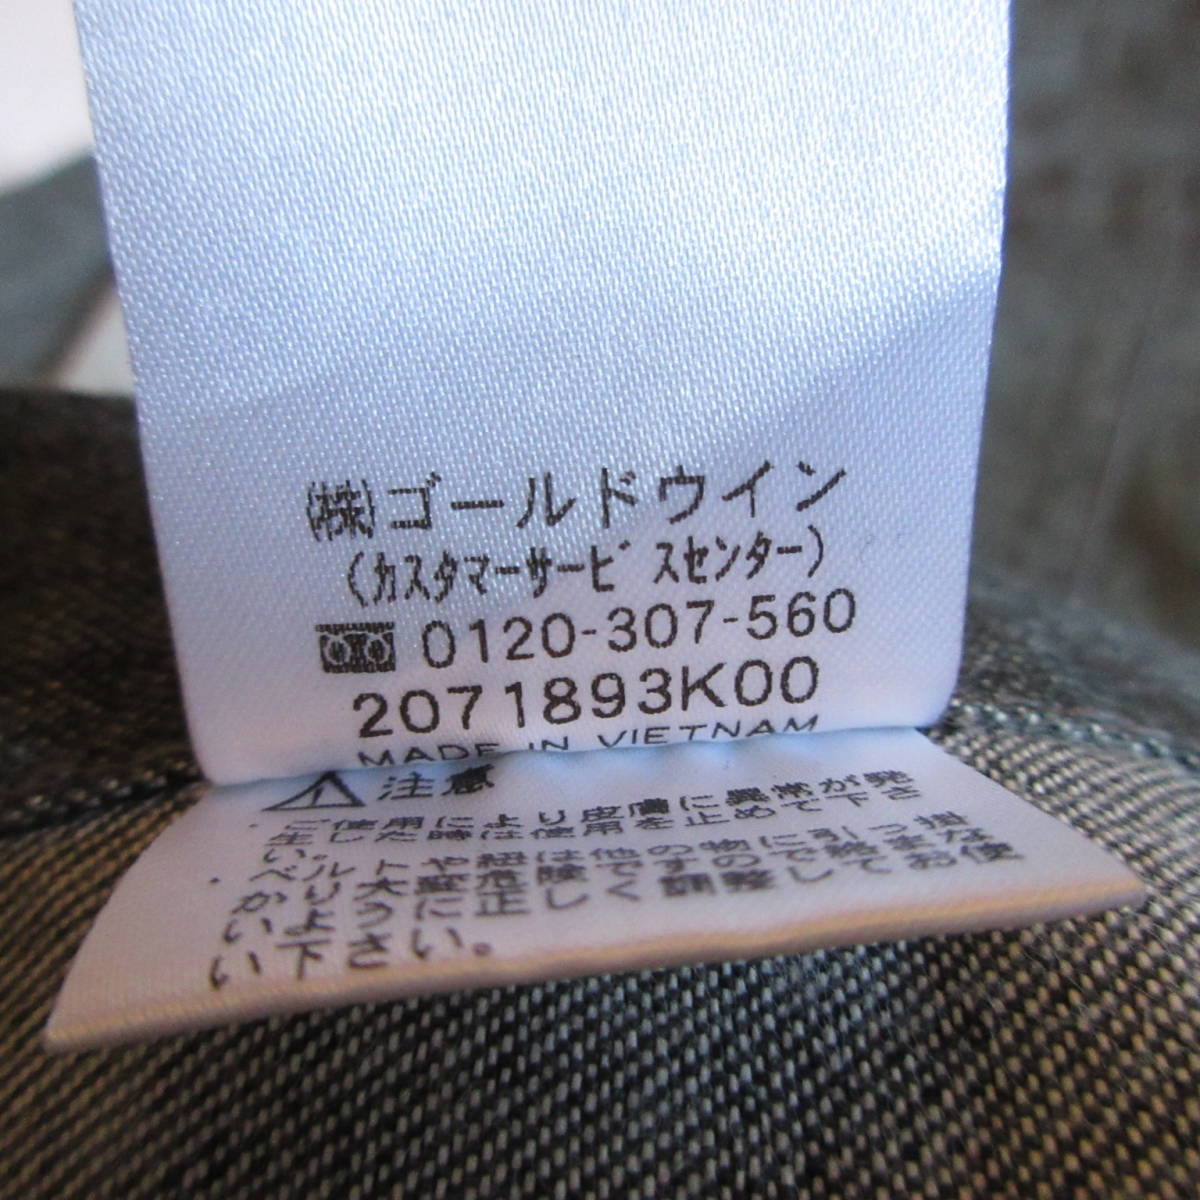 (株)ゴールドウイン
(カスタマーサービスセンター)
0120-307-560
2071893K00
MADE IN VIETNAM
注意
・ご使用により皮膚に異常が発
生した時は使用を止めて下さ
い。
・ベルトや紐は他の物に引っ掛
かり大変危険ですので絡まな
いように正しく調整してお使
い下さい。